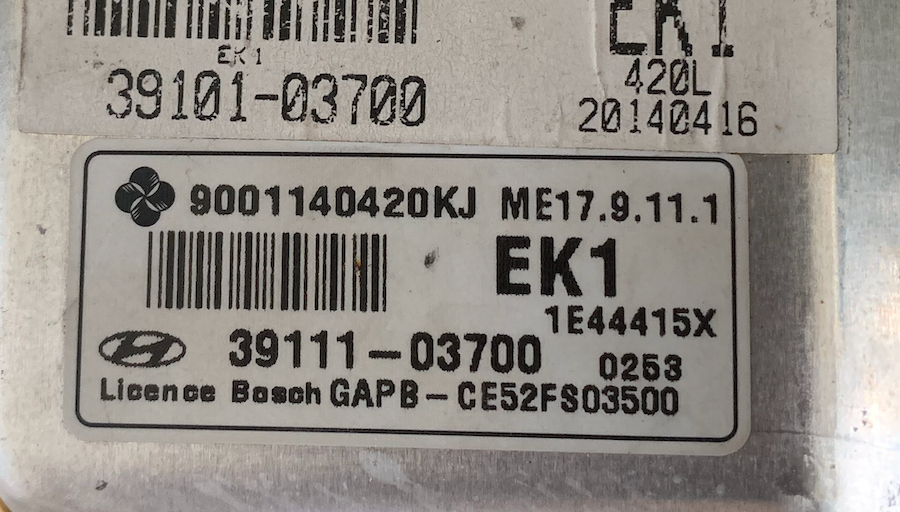 EK1
39101-03700
EK1
420L
20140416
9001140420KJ ME17.9.11.1
EK1
1E44415X
39111-03700 0253
Licence Bosch GAPB-CE52FS03500